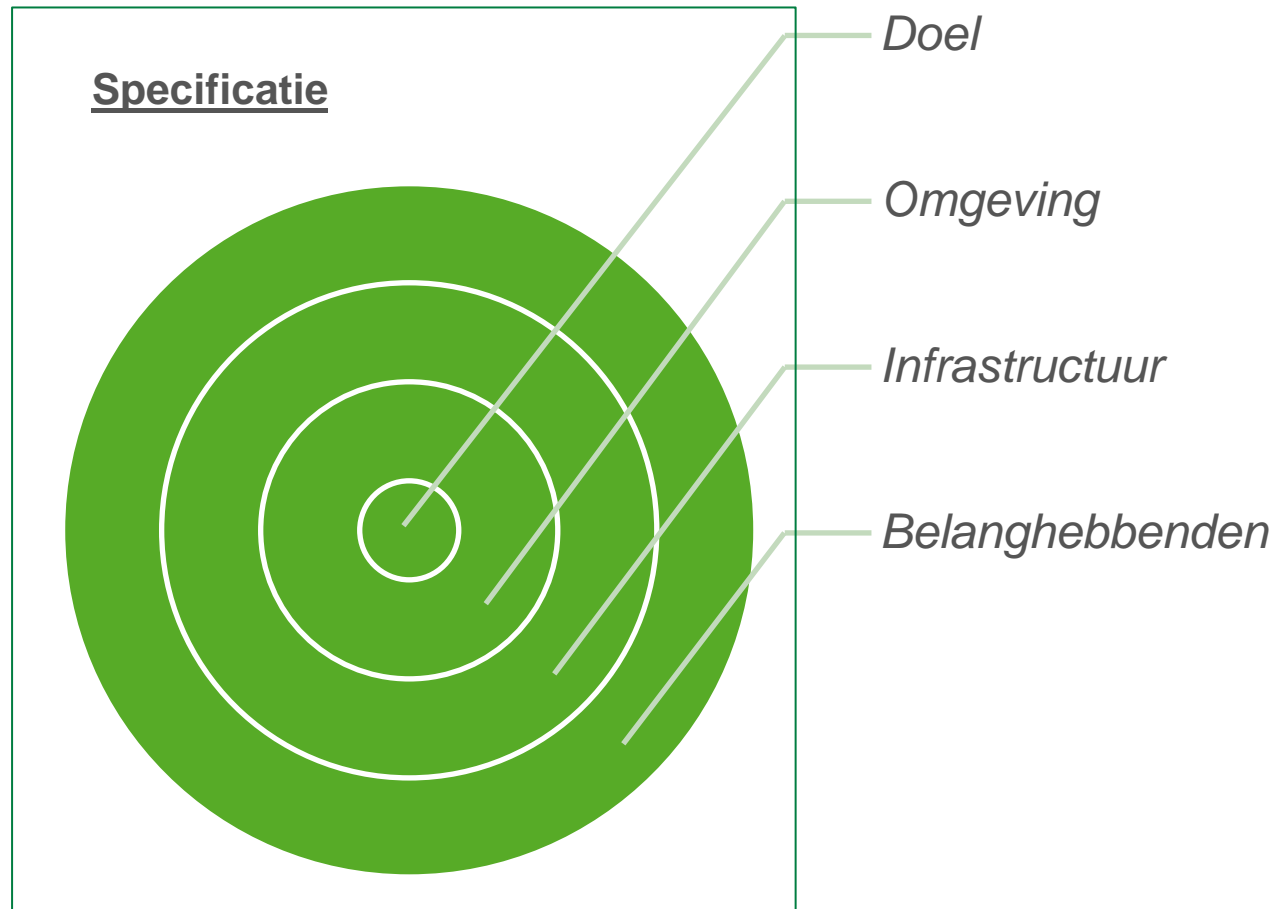 Specificatie
Doel
Omgeving
Infrastructuur
Belanghebbenden